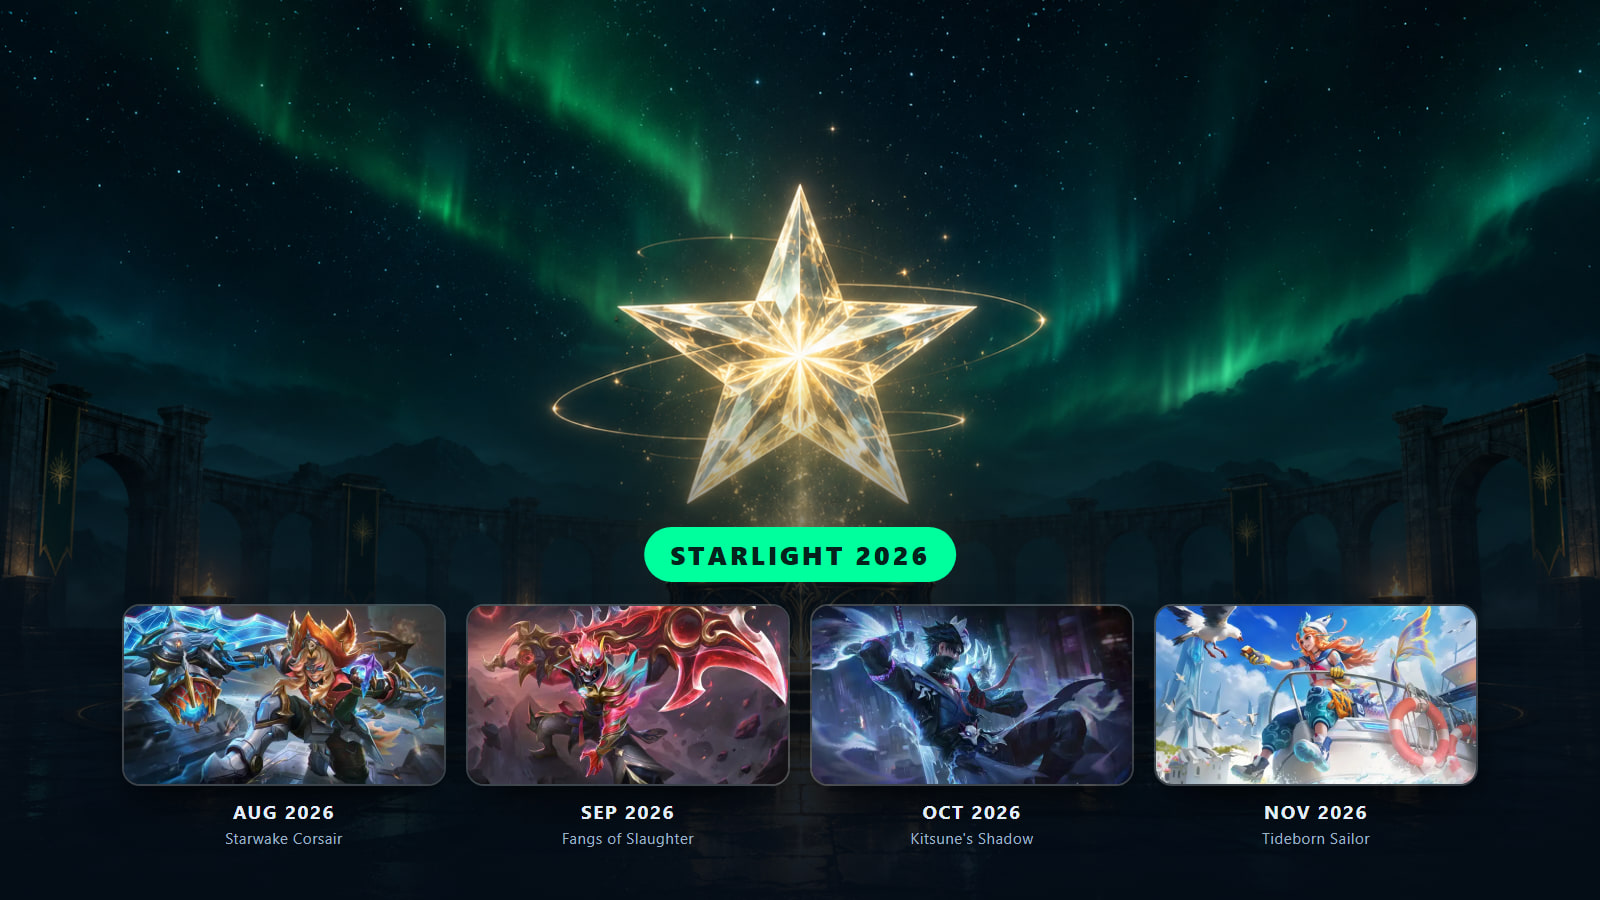 STARLIGHT 2026
AUG 2026
Starwake Corsair
SEP 2026
Fangs of Slaughter
OCT 2026
Kitsune's Shadow
NOV 2026
Tideborn Sailor